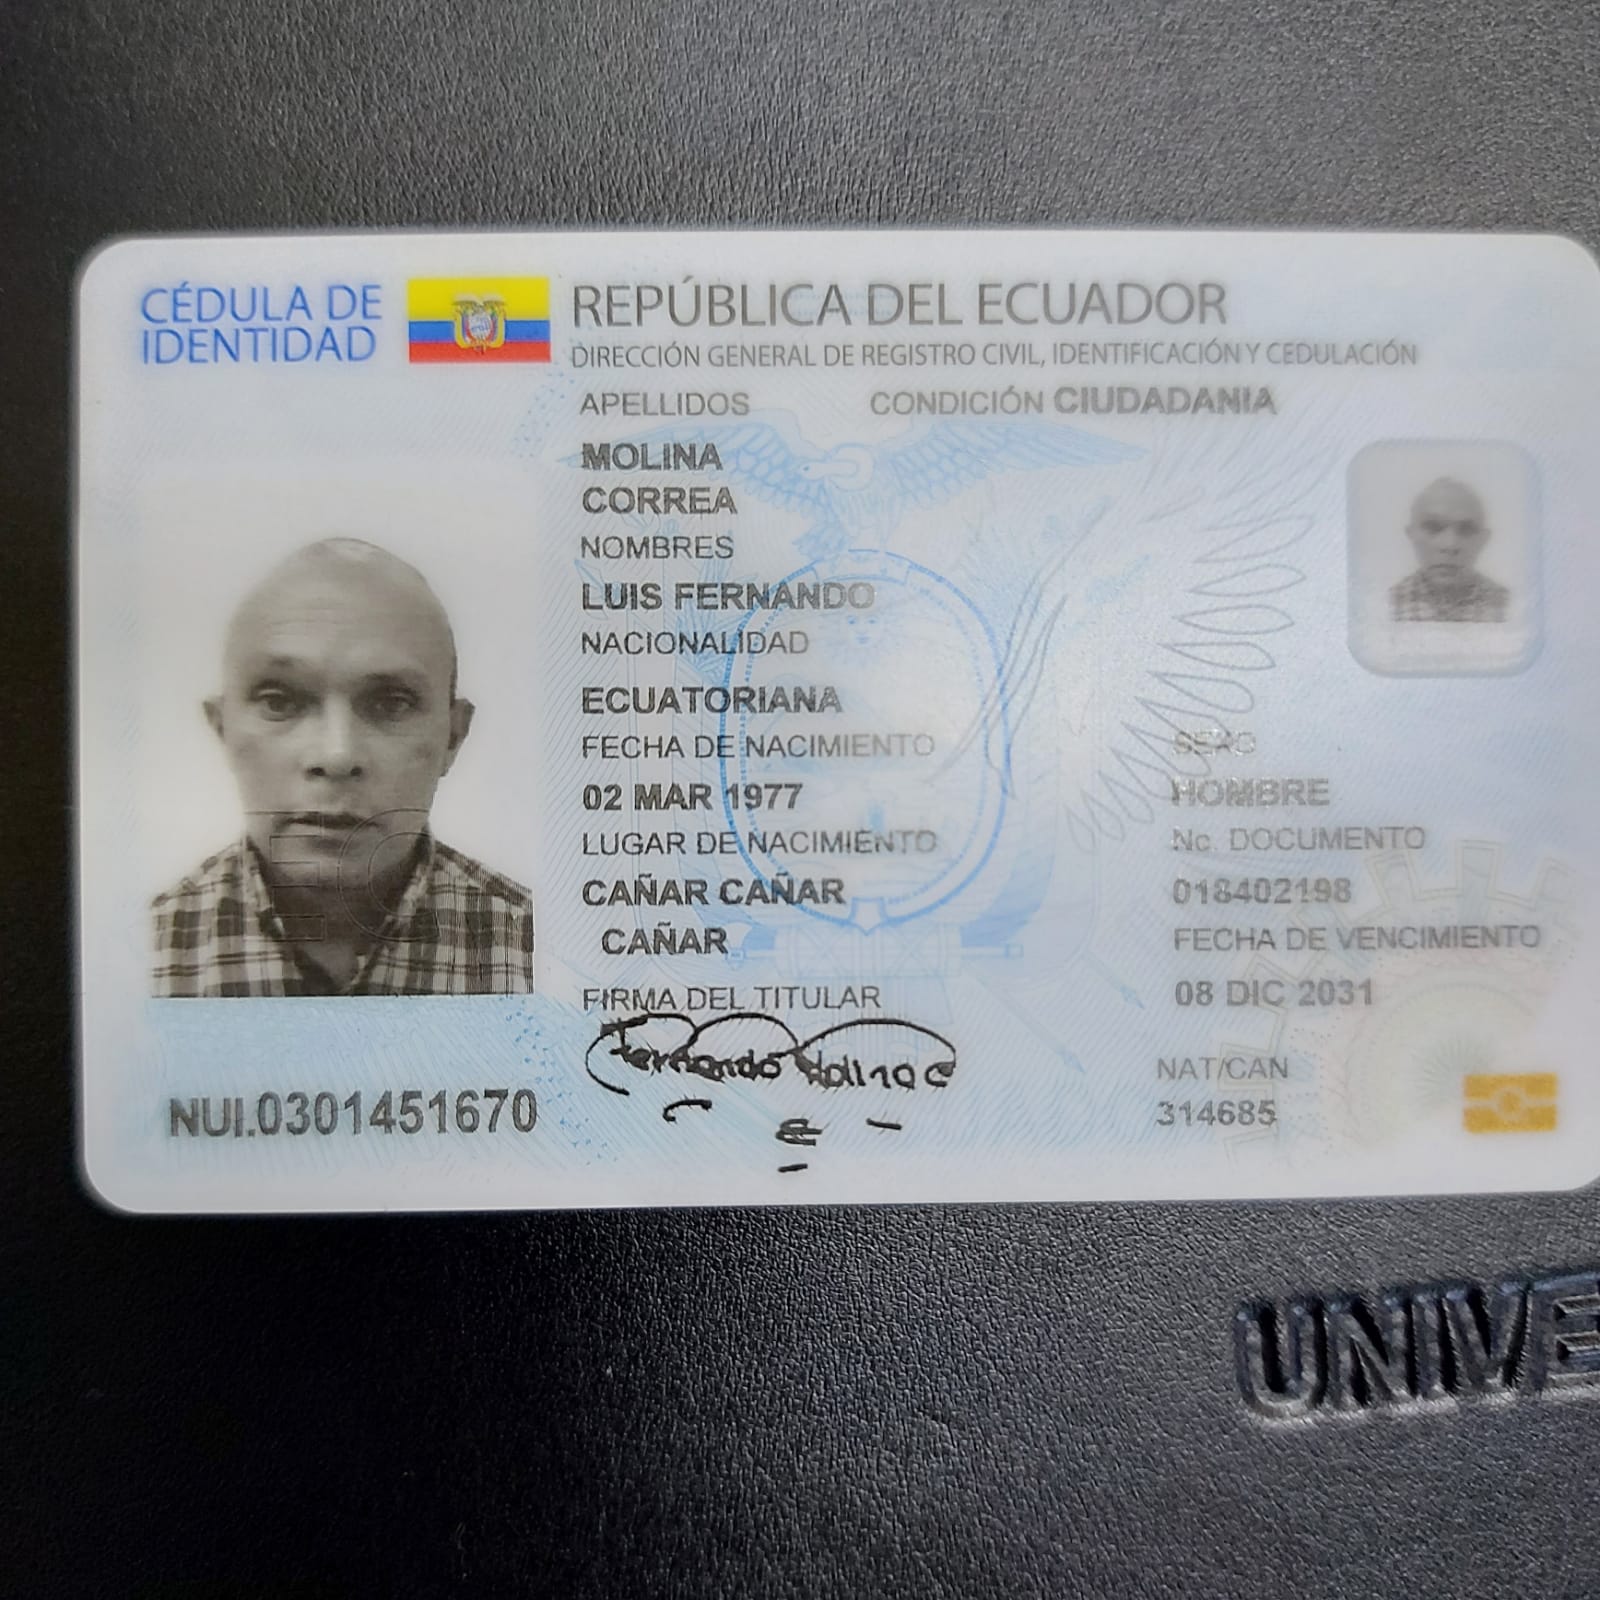 CÉDULA DE
IDENTIDAD
REPÚBLICA DEL ECUADOR
DIRECCIÓN GENERAL DE REGISTRO CIVIL, IDENTIFICACIÓN Y CEDULACIÓN
APELLIDOS
CONDICIÓN CIUDADANIA
MOLINA
CORREA
NOMBRES
LUIS FERNANDO
NACIONALIDAD
ECUATORIANA
FECHA DE NACIMIENTO
02 MAR 1977
LUGAR DE NACIMIENTO
CAÑAR CAÑAR
CAÑAR
FIRMA DEL TITULAR
Fernando Molina C
SEXO
HOMBRE
No. DOCUMENTO
018402198
FECHA DE VENCIMIENTO
08 DIC 2031
NAT/CAN
314685
NUI.0301451670
EC
UNIVE